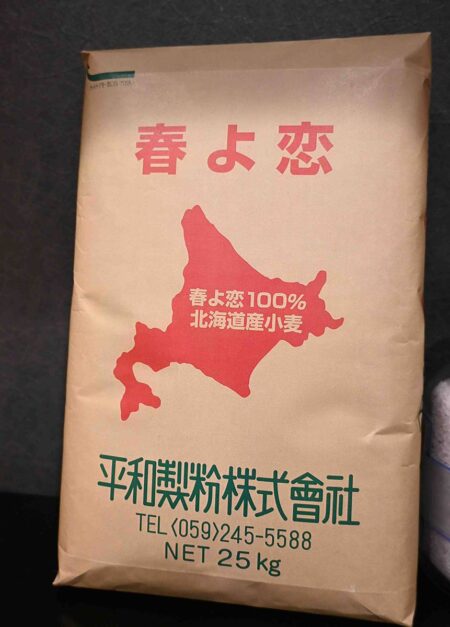 春よ恋
春よ恋100%
北海道産小麦
平和製粉株式會社
TEL〈059〉245-5588
NET 25kg